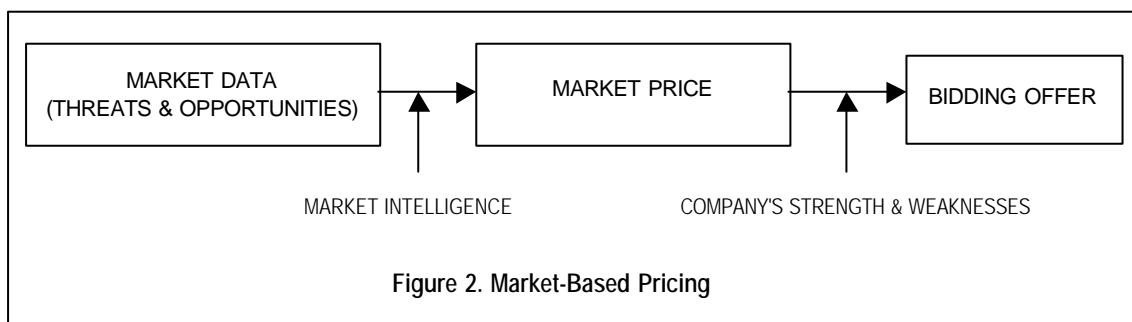 MARKET DATA
(THREATS & OPPORTUNITIES)
MARKET PRICE
BIDDING OFFER
MARKET INTELLIGENCE
COMPANY'S STRENGTH & WEAKNESSES
Figure 2. Market-Based Pricing